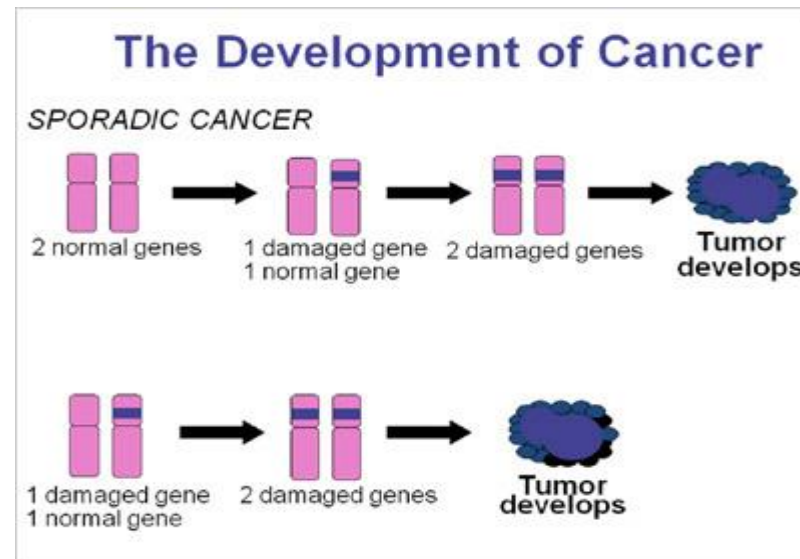 The Development of Cancer
SPORADIC CANCER
2 normal genes
1 damaged gene
1 normal gene
2 damaged genes
Tumor
develops
1 damaged gene
1 normal gene
2 damaged genes
Tumor
develops